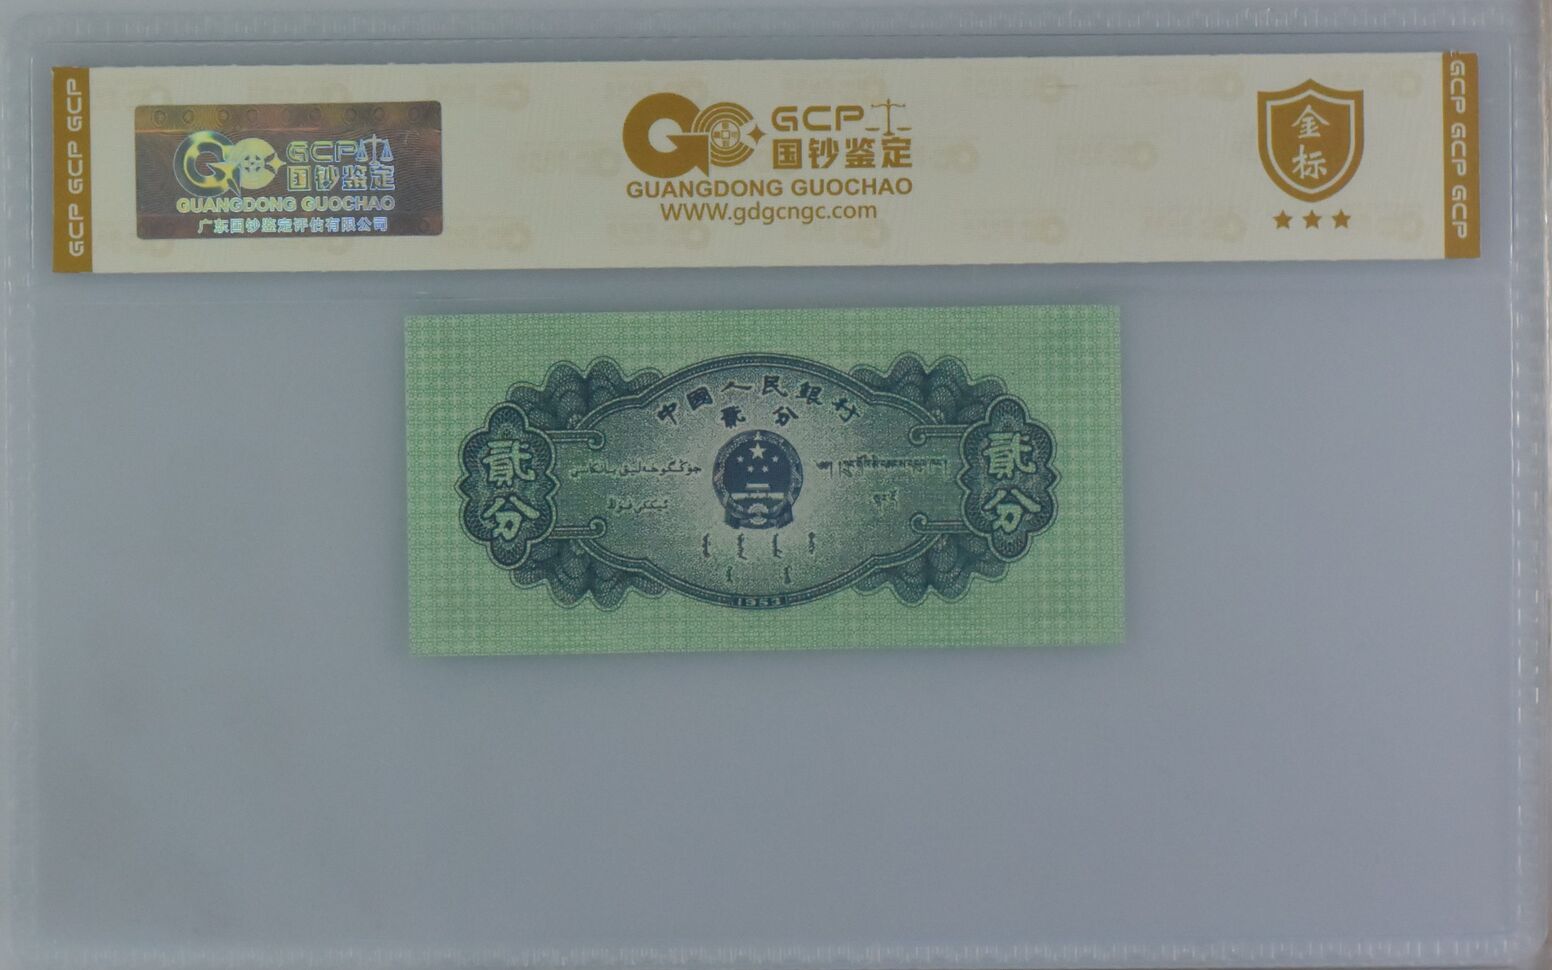 GCP GCP GCP
GCP
国钞鉴定
GUANGDONG GUOCHAO
广东国钞鉴定评估有限公司
GCP
国钞鉴定
GUANGDONG GUOCHAO
WWW.gdgcngc.com
金
标
GCP GCP GCP
中國人民銀行
貳分
貳分
貳分
1953